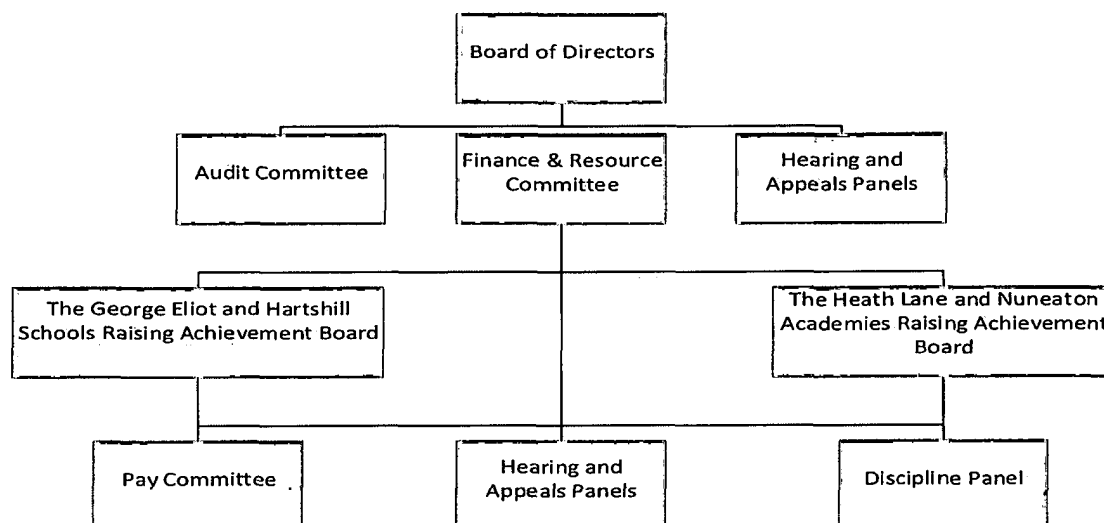 Board of Directors
Audit Committee
Finance & Resource
Committee
Hearing and
Appeals Panels
The George Eliot and Hartshill
Schools Raising Achievement Board
The Heath Lane and Nuneaton
Academies Raising Achievement
Board
Pay Committee
Hearing and
Appeals Panels
Discipline Panel